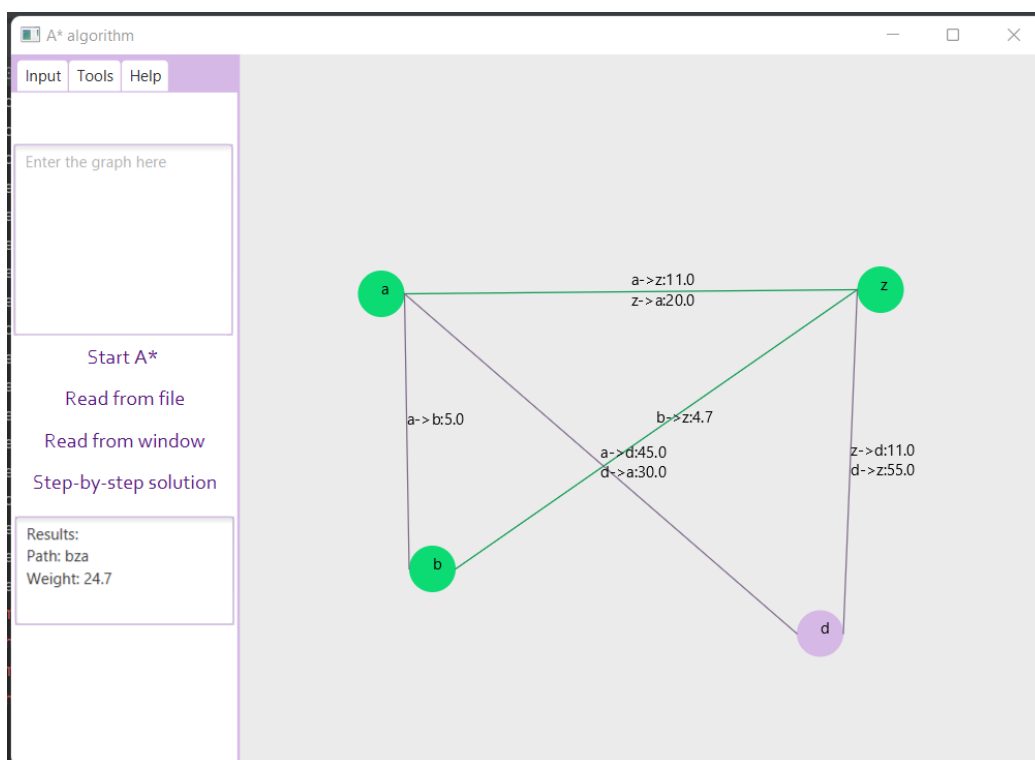 A* algorithm
Input Tools Help
Enter the graph here
Start A*
Read from file
Read from window
Step-by-step solution
Results:
Path: bza
Weight: 24.7
a->z:11.0
z->a:20.0
a
z
a->b:5.0
b->z:4.7
a->d:45.0
d->a:30.0
z->d:11.0
d->z:55.0
b
d